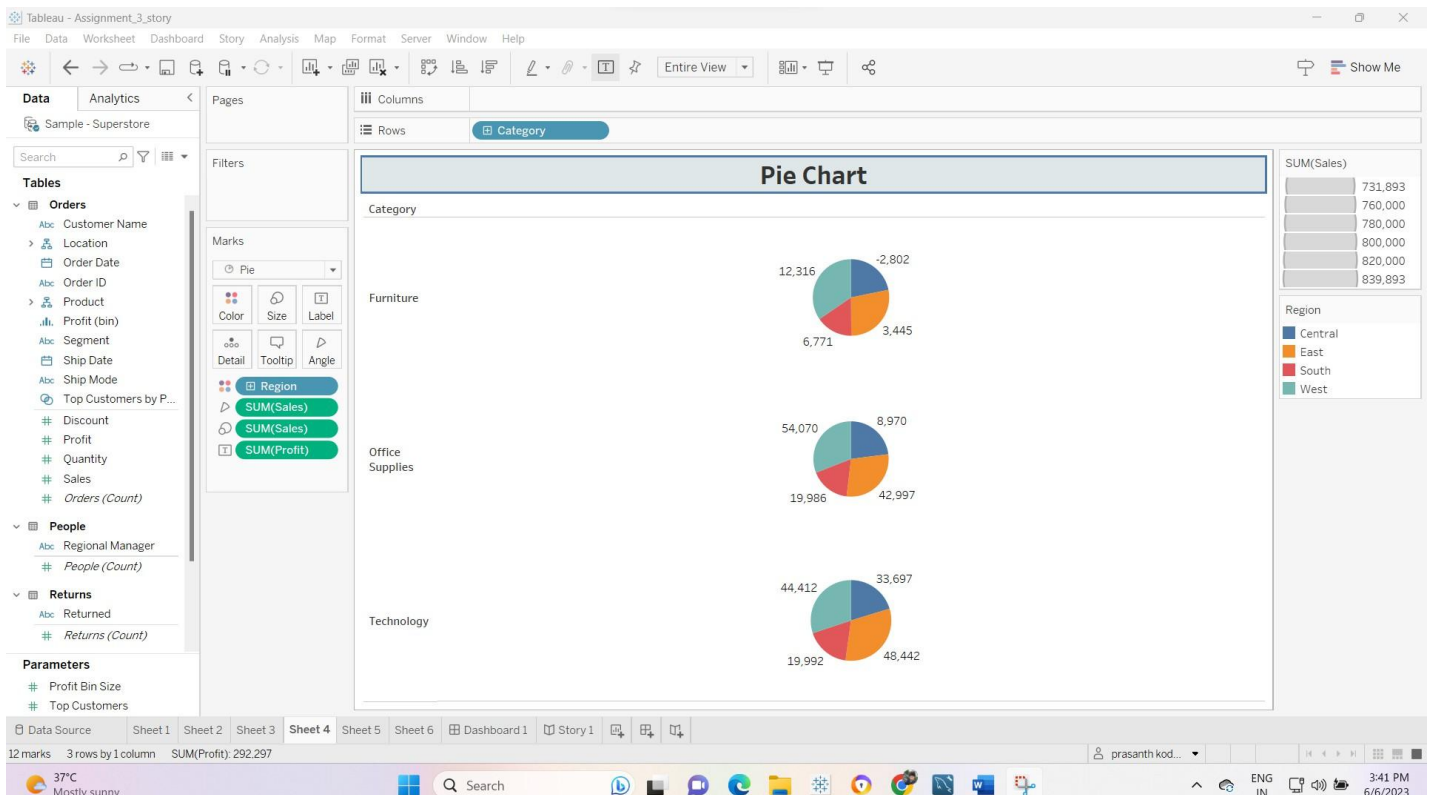 Tableau - Assignment_3_story
File Data Worksheet Dashboard Story Analysis Map Format Server Window Help
Entire View
Show Me
Data Analytics
Sample - Superstore
Search
Tables
Orders
Abc Customer Name
Location
Order Date
Abc Order ID
Product
Profit (bin)
Abc Segment
Ship Date
Abc Ship Mode
Top Customers by P...
# Discount
# Profit
# Quantity
# Sales
# Orders (Count)
People
Abc Regional Manager
# People (Count)
Returns
Abc Returned
# Returns (Count)
Parameters
# Profit Bin Size
# Top Customers
Pages
Filters
Marks
Pie
Color Size Label
Detail Tooltip Angle
Region
SUM(Sales)
SUM(Sales)
SUM(Profit)
Columns
Rows Category
Pie Chart
Category
Furniture
12,316 -2,802
6,771 3,445
Office
Supplies
54,070 8,970
19,986 42,997
Technology
44,412 33,697
19,992 48,442
SUM(Sales)
731,893
760,000
780,000
800,000
820,000
839,893
Region
Central
East
South
West
Data Source Sheet 1 Sheet 2 Sheet 3 Sheet 4 Sheet 5 Sheet 6 Dashboard 1 Story 1
12 marks 3 rows by 1 column SUM(Profit): 292,297
prasanth kod...
37°C
Mostly sunny
Search
ENG
IN
3:41 PM
6/6/2023